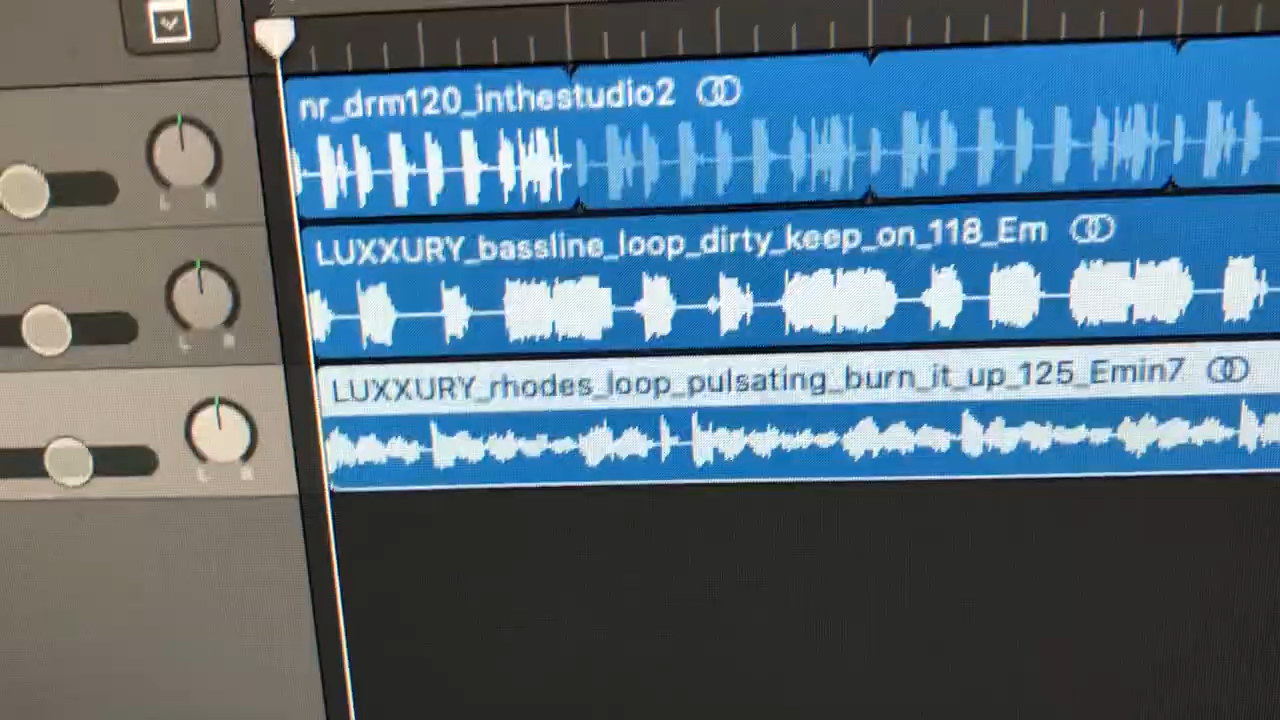 L R
nr_drm120_inthestudio2
L R
LUXXURY_bassline_loop_dirty_keep_on_118_Em
L R
LUXXURY_rhodes_loop_pulsating_burn_it_up_125_Emin7